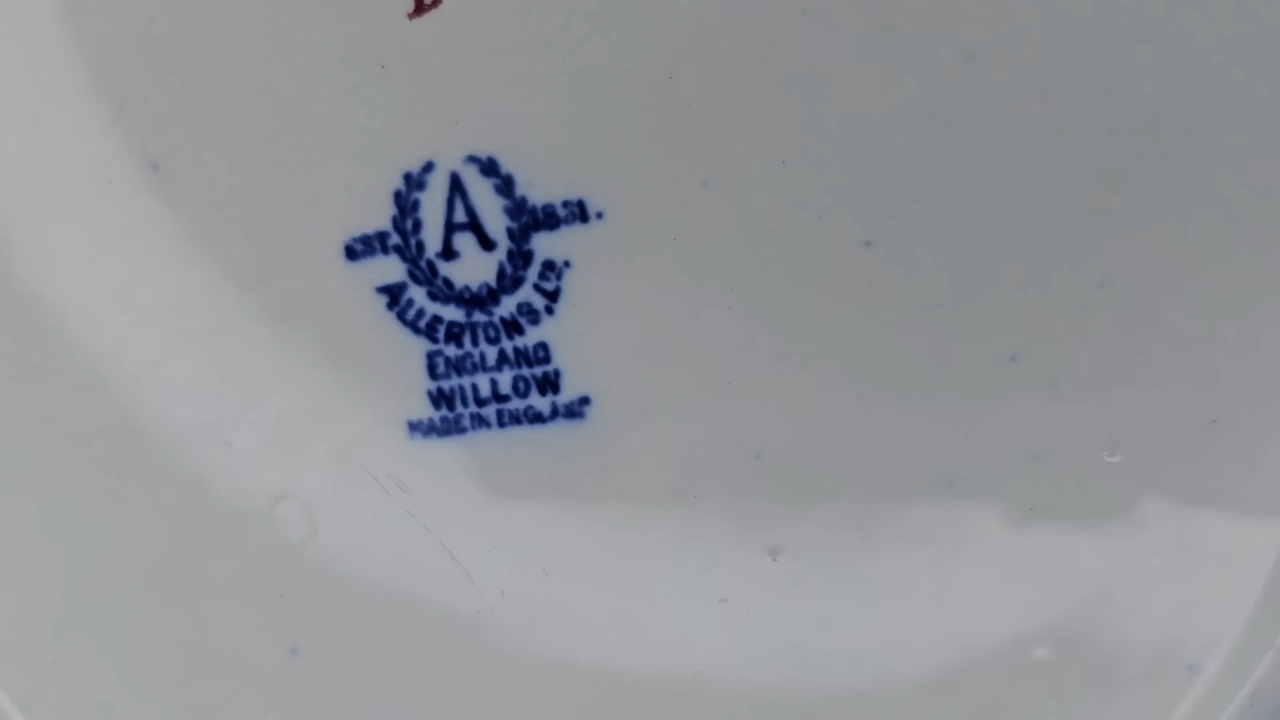 A
EST. 1831.
ALLERTONS, LTD.
ENGLAND
WILLOW
MADE IN ENGLAND